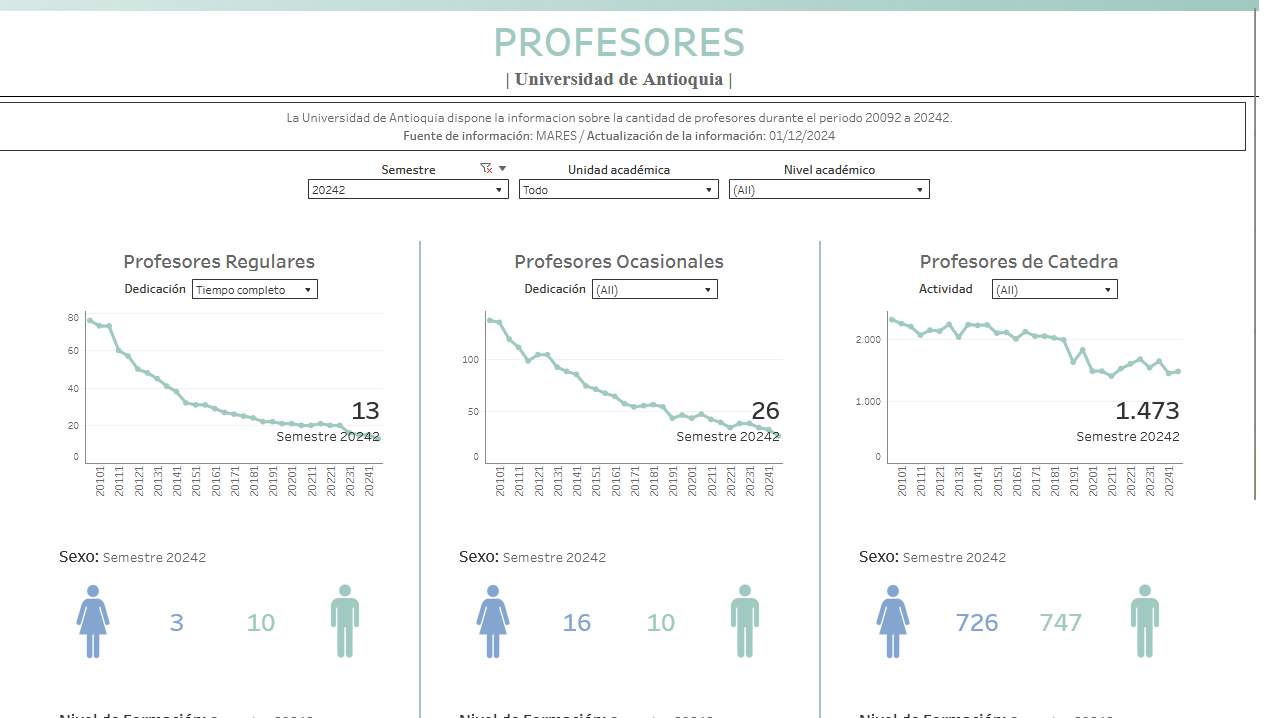 PROFESORES
| Universidad de Antioquia |
La Universidad de Antioquia dispone la informacion sobre la cantidad de profesores durante el periodo 20092 a 20242.
Fuente de información: MARES / Actualización de la información: 01/12/2024
Semestre
20242
Unidad académica
Todo
Nivel académico
(All)
Profesores Regulares
Dedicación Tiempo completo
80
60
40
20
0
13
Semestre 20242
20101 20111 20121 20131 20141 20151 20161 20171 20181 20191 20201 20211 20221 20231 20241
Sexo: Semestre 20242
3 10
Profesores Ocasionales
Dedicación (All)
100
50
0
26
Semestre 20242
20101 20111 20121 20131 20141 20151 20161 20171 20181 20191 20201 20211 20221 20231 20241
Sexo: Semestre 20242
16 10
Profesores de Catedra
Actividad (All)
2.000
1.000
0
1.473
Semestre 20242
20101 20111 20121 20131 20141 20151 20161 20171 20181 20191 20201 20211 20221 20231 20241
Sexo: Semestre 20242
726 747
Nivel de Formación: Semestre 20242
Nivel de Formación: Semestre 20242
Nivel de Formación: Semestre 20242